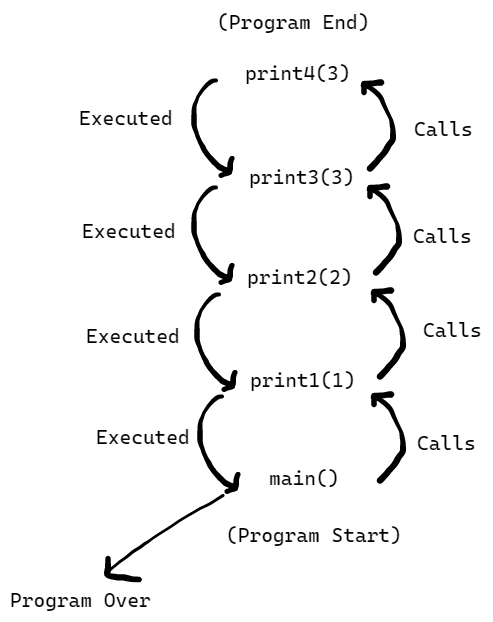 (Program End)
print4(3)
Executed
Calls
print3(3)
Executed
Calls
print2(2)
Executed
Calls
print1(1)
Executed
Calls
main()
(Program Start)
Program Over